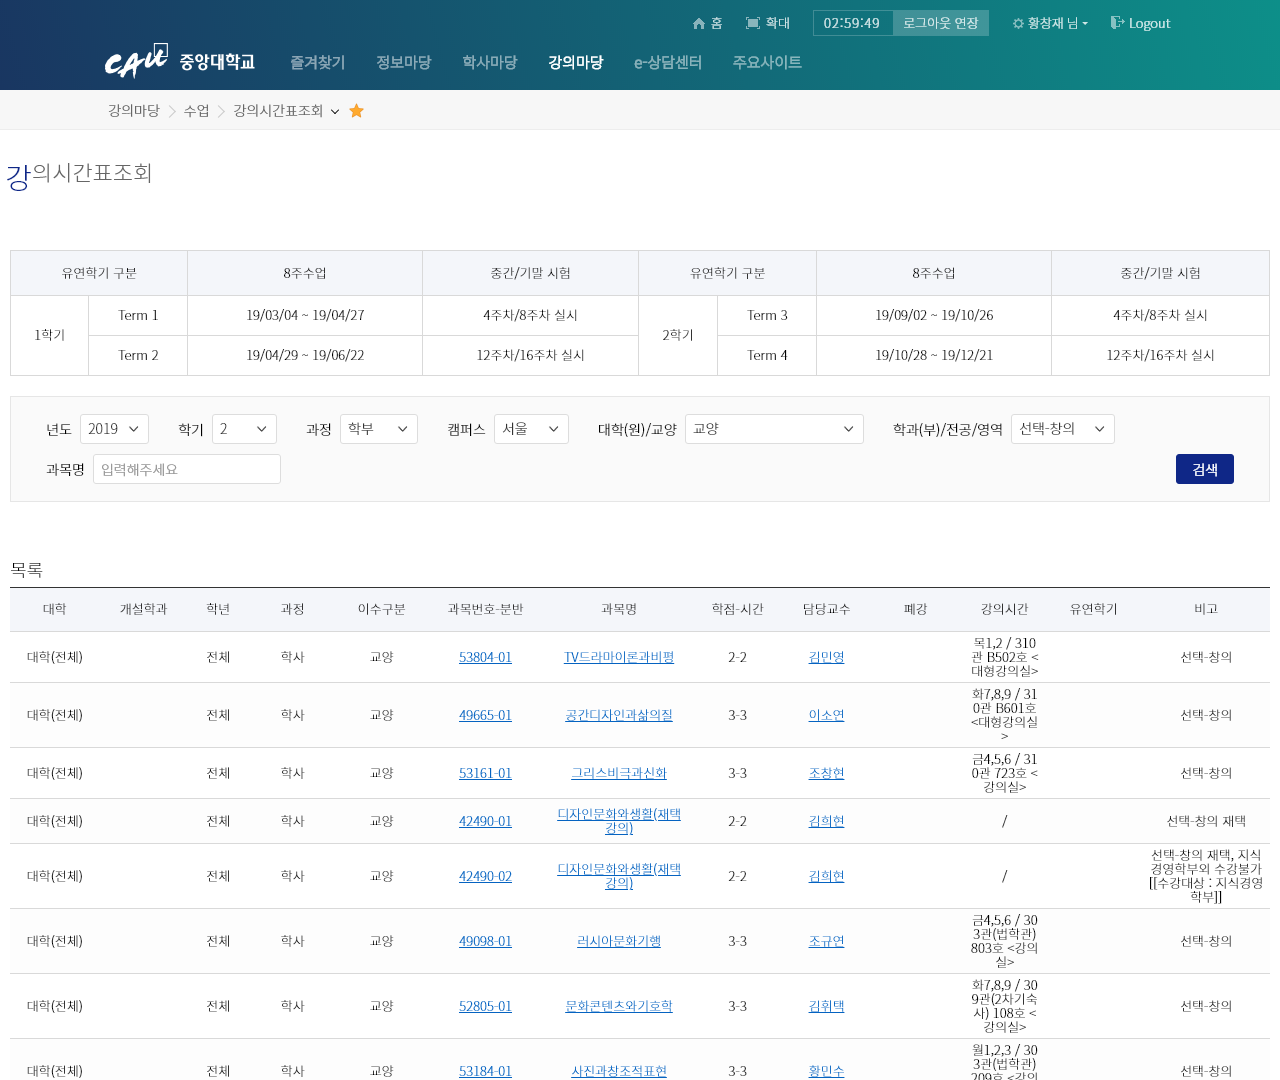 홈 확대 02:59:49 로그아웃 연장 황창재 님 Logout
CAU 중앙대학교 즐겨찾기 정보마당 학사마당 강의마당 e-상담센터 주요사이트
강의마당 수업 강의시간표조회
강의시간표조회
유연학기 구분 8주수업 중간/기말 시험 유연학기 구분 8주수업 중간/기말 시험
1학기 Term 1 19/03/04 ~ 19/04/27 4주차/8주차 실시 2학기 Term 3 19/09/02 ~ 19/10/26 4주차/8주차 실시
Term 2 19/04/29 ~ 19/06/22 12주차/16주차 실시 Term 4 19/10/28 ~ 19/12/21 12주차/16주차 실시
년도 2019 학기 2 과정 학부 캠퍼스 서울 대학(원)/교양 교양 학과(부)/전공/영역 선택-창의
과목명 입력해주세요 검색
목록
대학 개설학과 학년 과정 이수구분 과목번호-분반 과목명 학점-시간 담당교수 폐강 강의시간 유연학기 비고
대학(전체) 전체 학사 교양 53804-01 TV드라마이론과비평 2-2 김민영 목1,2 / 310
관 B502호 <
대형강의실> 선택-창의
대학(전체) 전체 학사 교양 49665-01 공간디자인과삶의질 3-3 이소연 화7,8,9 / 31
0관 B601호
<대형강의실
> 선택-창의
대학(전체) 전체 학사 교양 53161-01 그리스비극과신화 3-3 조창현 금4,5,6 / 31
0관 723호 <
강의실> 선택-창의
대학(전체) 전체 학사 교양 42490-01 디자인문화와생활(재택
강의) 2-2 김희현 / 선택-창의 재택
대학(전체) 전체 학사 교양 42490-02 디자인문화와생활(재택
강의) 2-2 김희현 / 선택-창의 재택, 지식
경영학부외 수강불가
[[수강대상 : 지식경영
학부]]
대학(전체) 전체 학사 교양 49098-01 러시아문화기행 3-3 조규연 금4,5,6 / 30
3관(법학관)
803호 <강의
실> 선택-창의
대학(전체) 전체 학사 교양 52805-01 문화콘텐츠와기호학 3-3 김휘택 화7,8,9 / 30
9관(2차기숙
사) 108호 <
강의실> 선택-창의
대학(전체) 전체 학사 교양 53184-01 사진과창조적표현 3-3 황민수 월1,2,3 / 30
3관(법학관)
209호 <강의 선택-창의